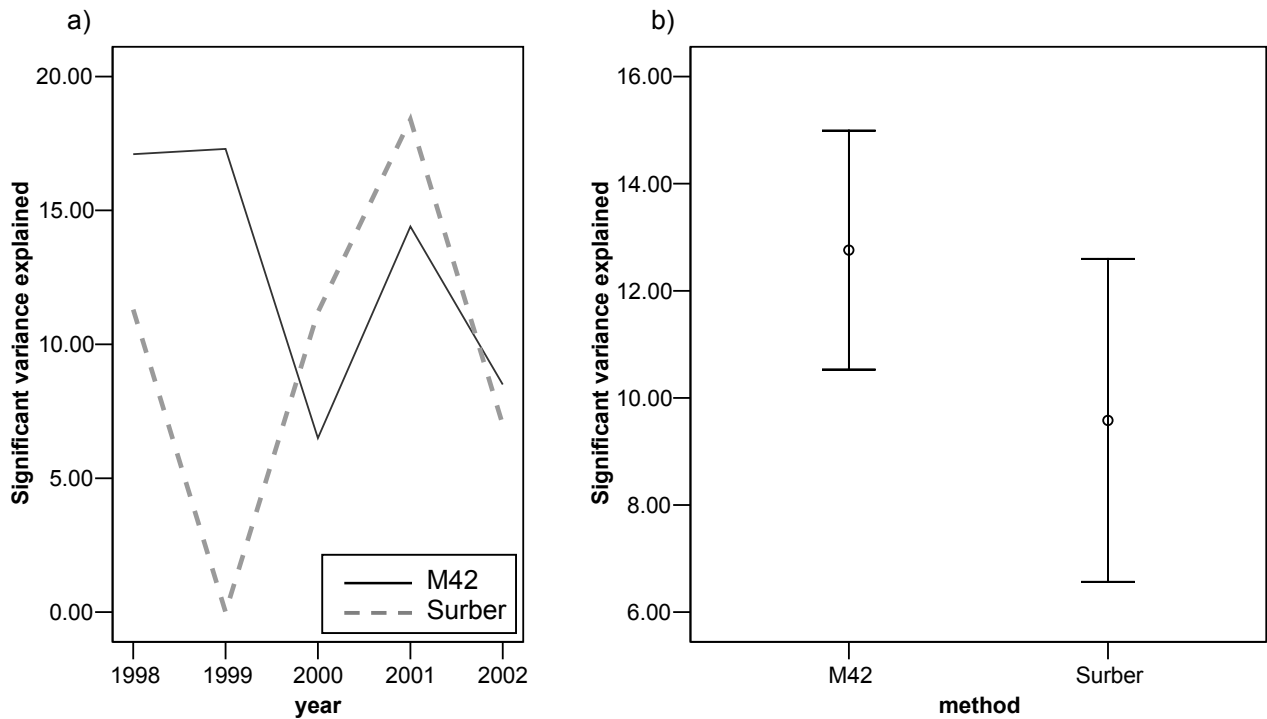 a)
Significant variance explained
20.00
15.00
10.00
5.00
0.00
M42
Surber
1998 1999 2000 2001 2002
year
b)
Significant variance explained
16.00
14.00
12.00
10.00
8.00
6.00
M42 Surber
method